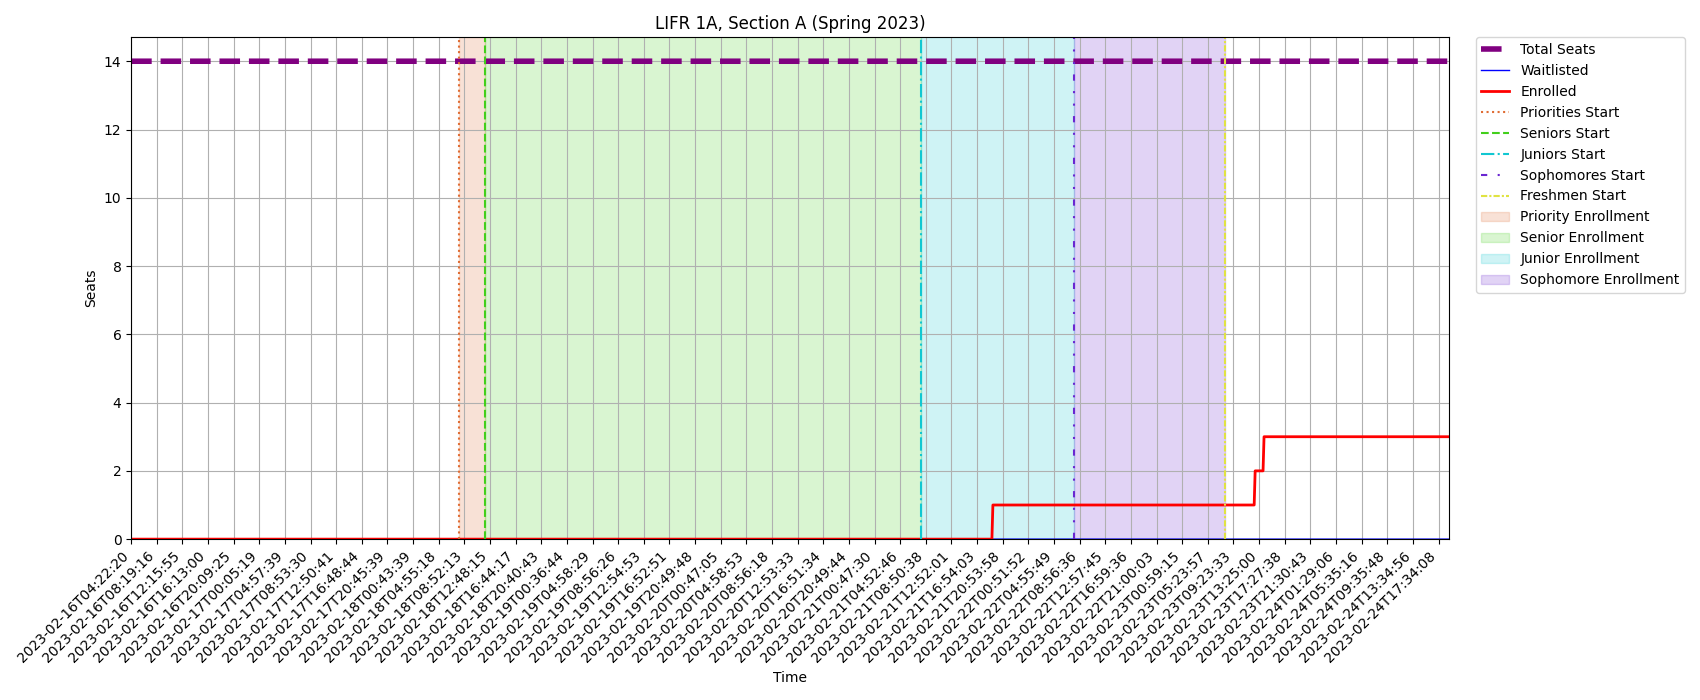 LIFR 1A, Section A (Spring 2023)
Total Seats
Waitlisted
Enrolled
Priorities Start
Seniors Start
Juniors Start
Sophomores Start
Freshmen Start
Priority Enrollment
Senior Enrollment
Junior Enrollment
Sophomore Enrollment
Seats
14
12
10
8
6
4
2
0
2023-02-16T04:22:20
2023-02-16T08:19:16
2023-02-16T12:15:55
2023-02-16T16:13:00
2023-02-16T20:09:25
2023-02-17T00:05:19
2023-02-17T04:57:39
2023-02-17T08:53:30
2023-02-17T12:50:41
2023-02-17T16:48:44
2023-02-17T20:45:39
2023-02-18T00:43:39
2023-02-18T04:55:18
2023-02-18T08:52:13
2023-02-18T12:48:15
2023-02-18T16:44:17
2023-02-18T20:40:43
2023-02-19T00:36:44
2023-02-19T04:58:29
2023-02-19T08:56:26
2023-02-19T12:54:53
2023-02-19T16:52:51
2023-02-19T20:49:48
2023-02-20T00:47:05
2023-02-20T04:58:53
2023-02-20T08:56:18
2023-02-20T12:53:33
2023-02-20T16:51:34
2023-02-20T20:49:44
2023-02-21T00:47:30
2023-02-21T04:52:46
2023-02-21T08:50:38
2023-02-21T12:52:01
2023-02-21T16:54:03
2023-02-21T20:53:58
2023-02-22T00:51:52
2023-02-22T04:55:49
2023-02-22T08:56:36
2023-02-22T12:57:45
2023-02-22T16:59:36
2023-02-22T21:00:03
2023-02-23T00:59:15
2023-02-23T05:23:57
2023-02-23T09:23:33
2023-02-23T13:25:00
2023-02-23T17:27:38
2023-02-23T21:30:43
2023-02-24T01:29:06
2023-02-24T05:35:16
2023-02-24T09:35:48
2023-02-24T13:34:56
2023-02-24T17:34:08
Time